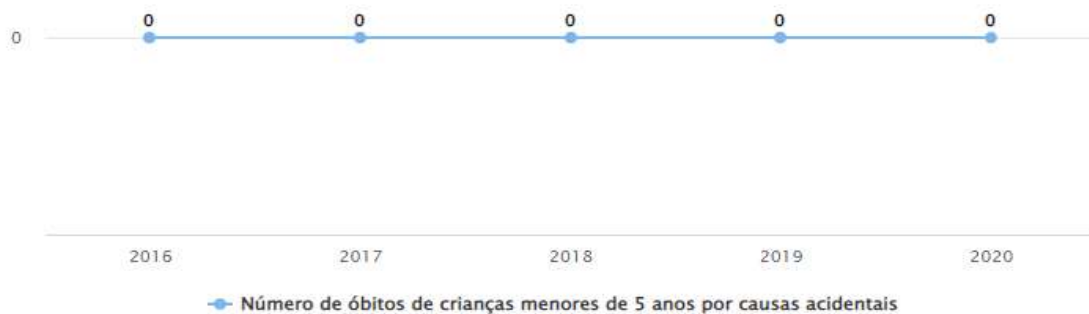 0 0 0 0 0
0
2016 2017 2018 2019 2020
Número de óbitos de crianças menores de 5 anos por causas acidentais